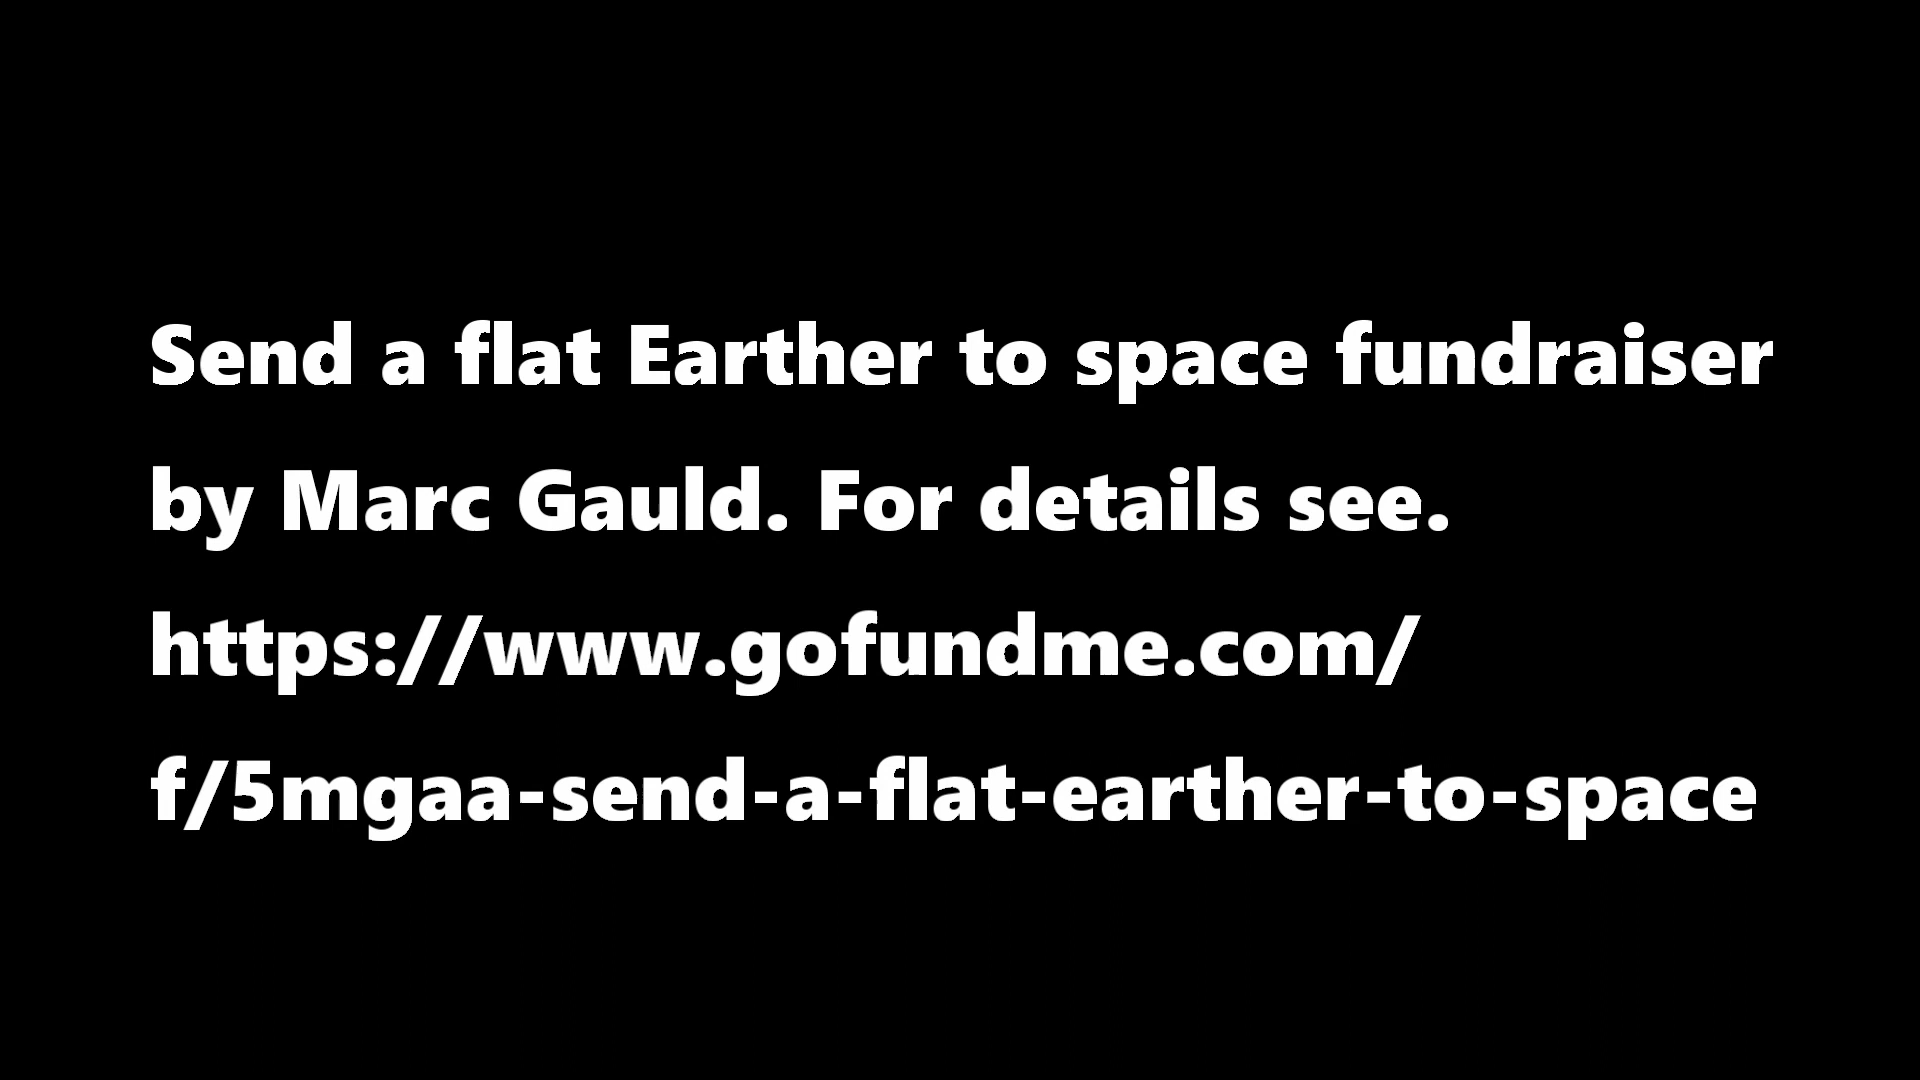 Send a flat Earther to space fundraiser
by Marc Gauld. For details see.
https://www.gofundme.com/
f/5mgaa-send-a-flat-earther-to-space